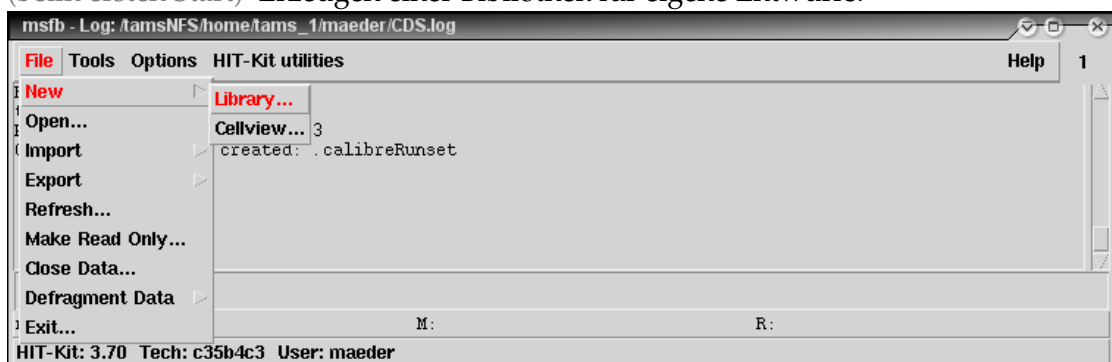 (beim ersten Start) Erzeugen einer Bibliothek für eigene Entwürfe:
msfb - Log: /tamsNFS/home/tams_1/maeder/CDS.log
File Tools Options HIT-Kit utilities Help 1
New
Library...
Open...
Cellview... 3
Import created: .calibreRunset
Export
Refresh...
Make Read Only...
Close Data...
Defragment Data
Exit... M: R:
HIT-Kit: 3.70 Tech: c35b4c3 User: maeder